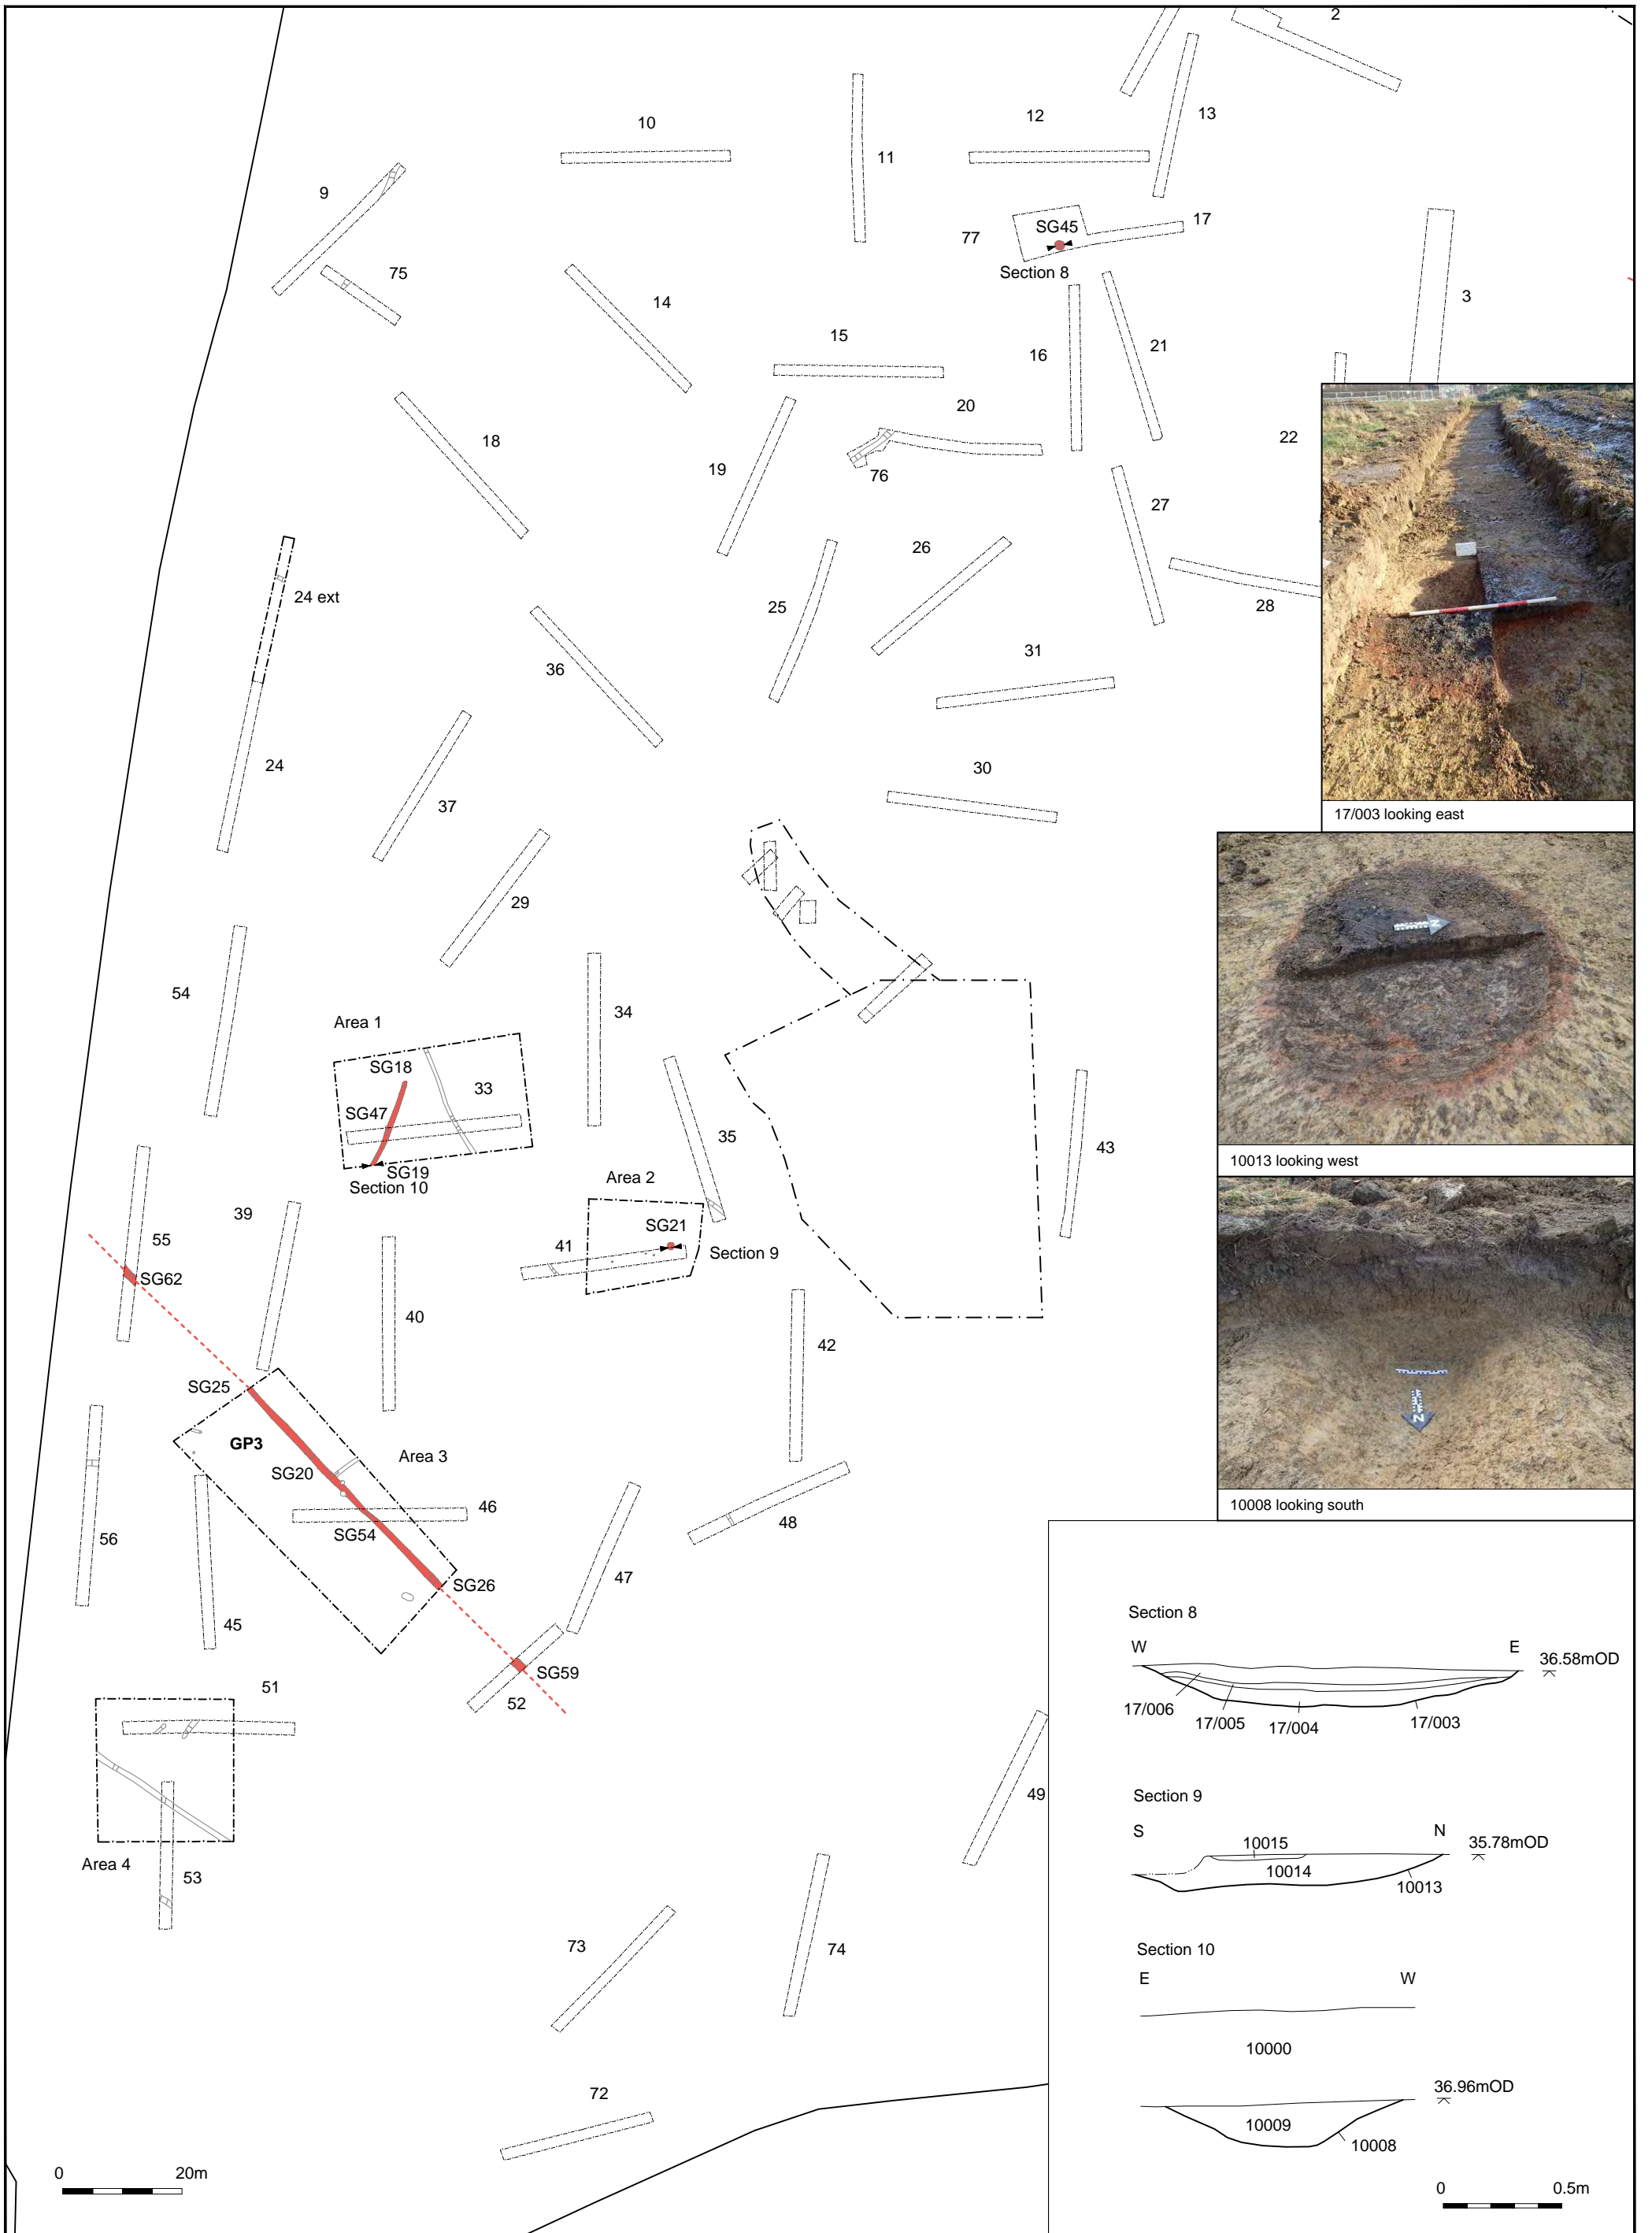 2
10
12
13
11
9
17
77
SG45
Section 8
75
14
3
15
16
21
20
18
22
19
76
27
26
24 ext
25
28
31
36
24
30
37
17/003 looking east
29
54
34
Area 1
SG18
33
SG47
35
43
10013 looking west
SG19
Section 10
Area 2
39
SG21
55
41
Section 9
SG62
40
42
SG25
GP3
Area 3
SG20
46
10008 looking south
48
SG54
56
47
SG26
45
SG59
51
52
Section 8
W E
36.58mOD
17/006
17/005
17/004
17/003
49
Section 9
S N
10015
35.78mOD
10014
10013
Area 4
53
73
74
Section 10
E W
10000
36.96mOD
72
10009
10008
0 20m
0 0.5m
N
N